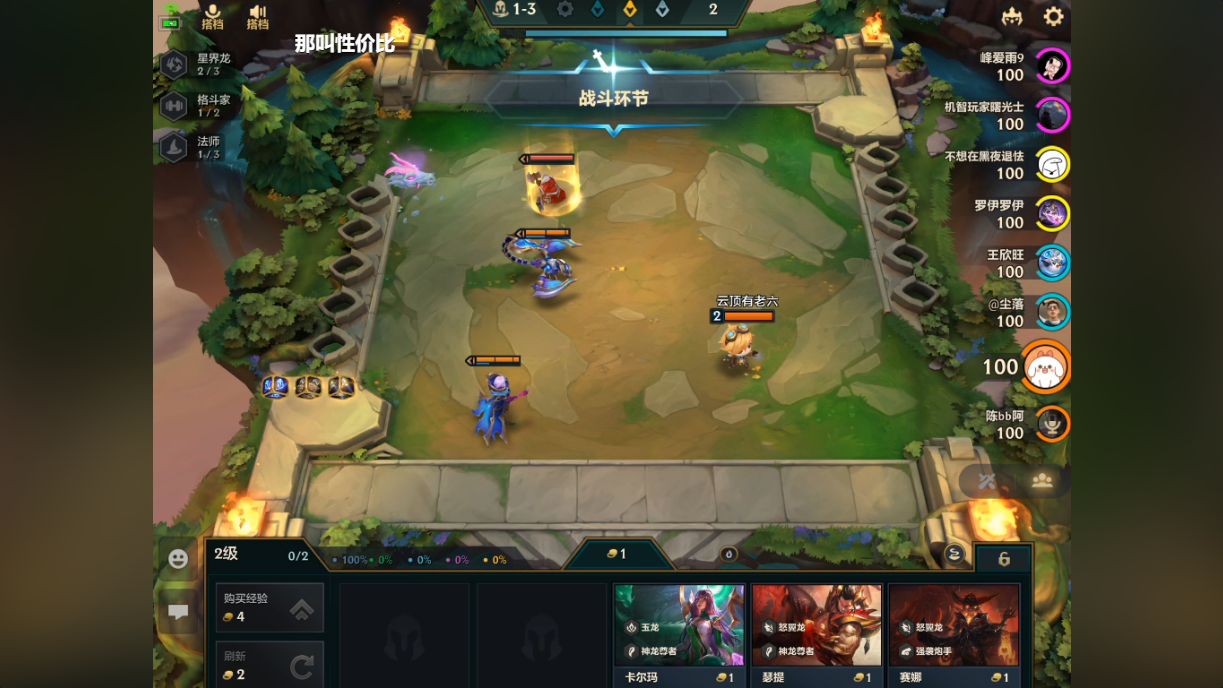 搭档
搭档
1-3
2
那叫性价比
星界龙
2 / 3
格斗家
1 / 2
法师
1 / 3
战斗环节
峰爱雨9
100
机智玩家曙光士
100
不想在黑夜退怯
100
罗伊罗伊
100
王欣旺
100
@尘落
100
100
陈bb阿
100
云顶有老六
2
2级
0/2
100%
0%
0%
0%
0%
1
购买经验
4
刷新
2
玉龙
神龙尊者
卡尔玛
1
怒翼龙
神龙尊者
瑟提
1
怒翼龙
强袭炮手
赛娜
1